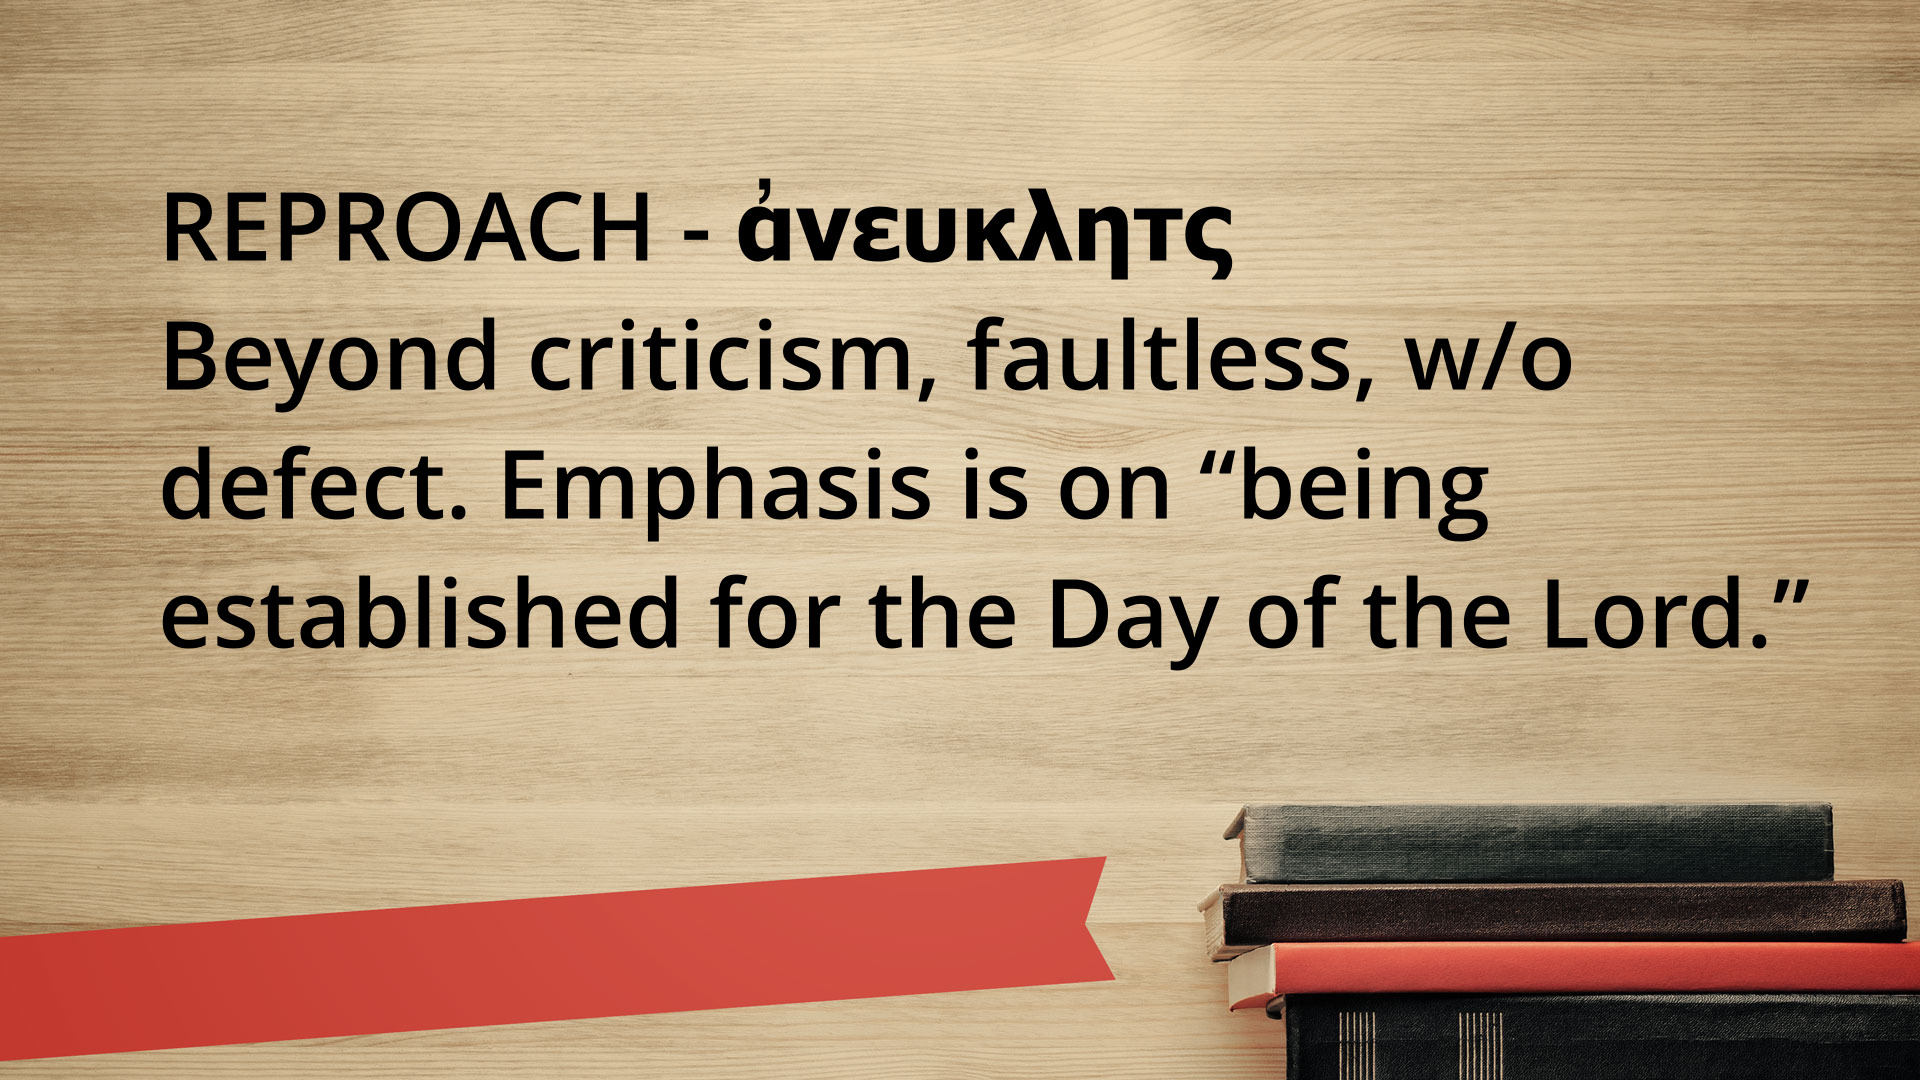 REPROACH - ἀνευκλητς
Beyond criticism, faultless, w/o
defect. Emphasis is on “being
established for the Day of the Lord.”